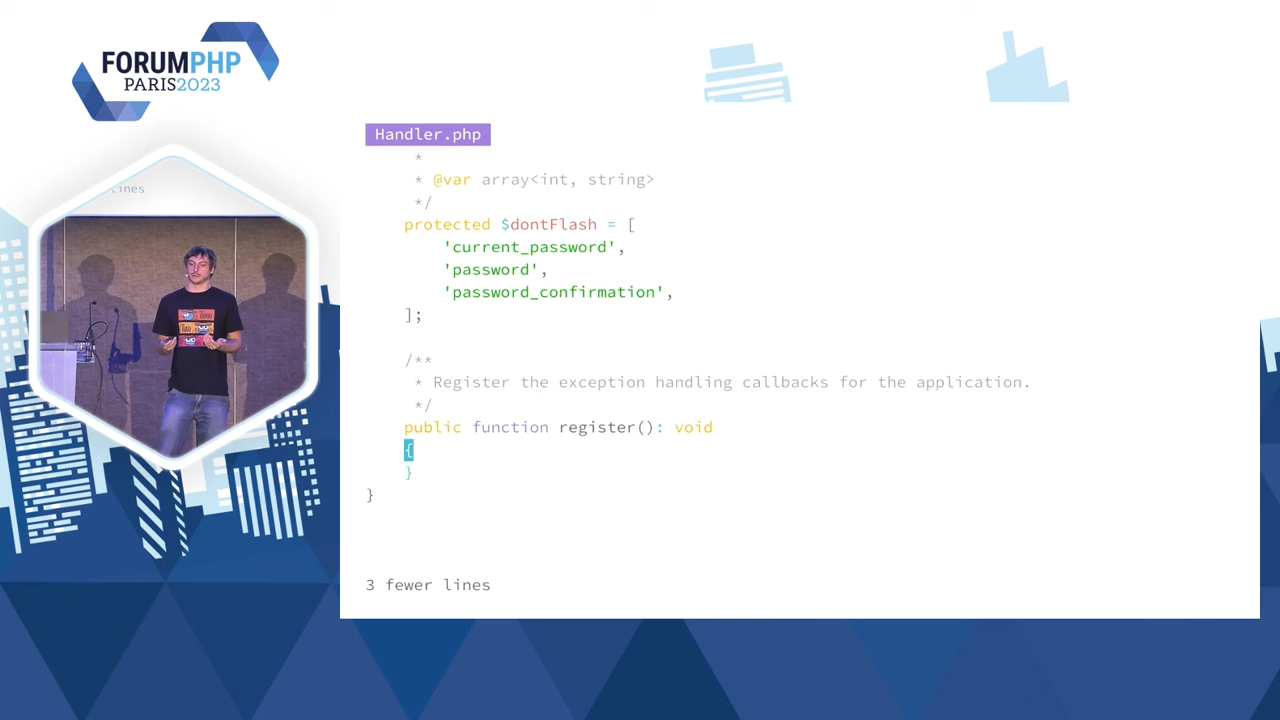 FORUMPHP
PARIS2023
Handler.php
*
* @var array<int, string>
*/
protected $dontFlash = [
'current_password',
'password',
'password_confirmation',
];
/**
* Register the exception handling callbacks for the application.
*/
public function register(): void
{
}
}
3 fewer lines
lines